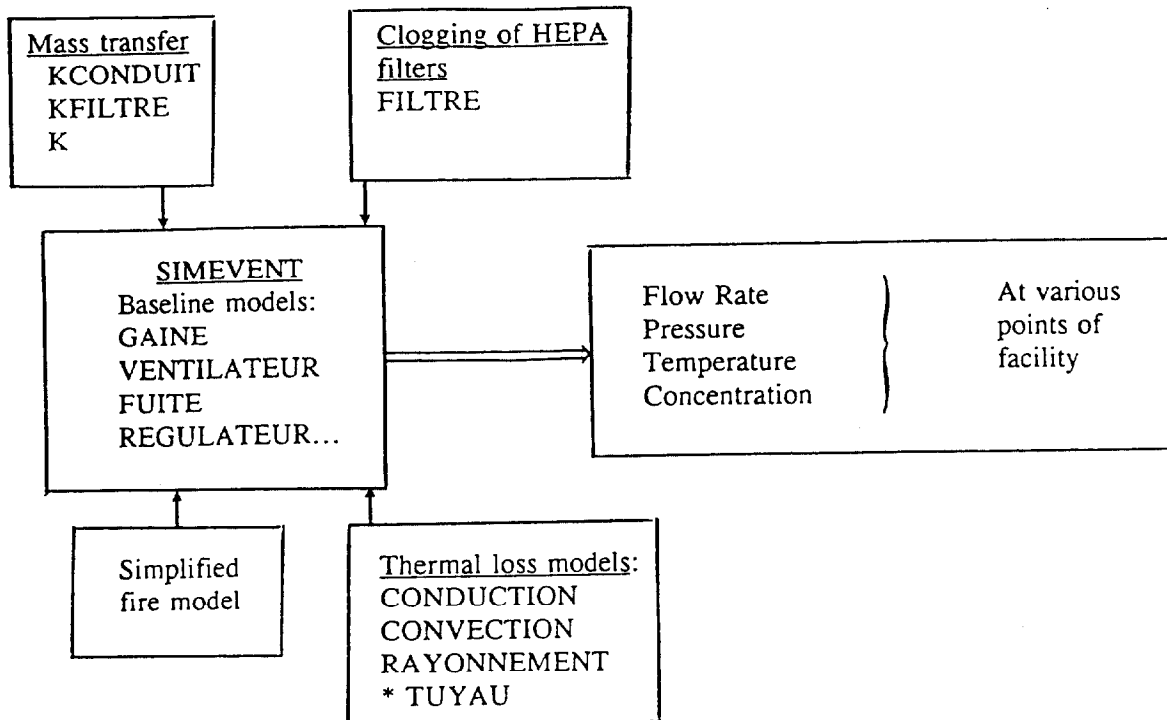 Mass transfer
KCONDUIT
KFILTRE
K
Clogging of HEPA
filters
FILTRE
SIMEVENT
Baseline models:
GAINE
VENTILATEUR
FUITE
REGULATEUR...
Flow Rate
Pressure
Temperature
Concentration
At various
points of
facility
Simplified
fire model
Thermal loss models:
CONDUCTION
CONVECTION
RAYONNEMENT
* TUYAU